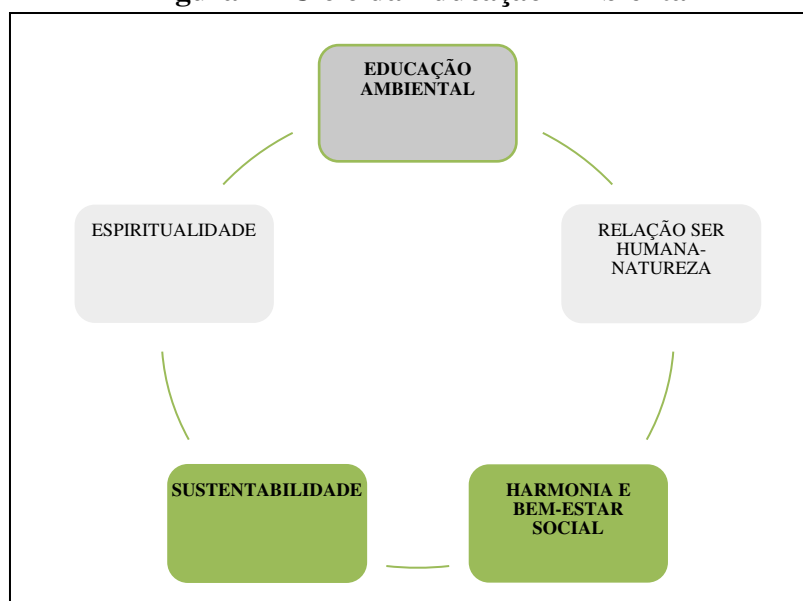 EDUCAÇÃO
AMBIENTAL
ESPIRITUALIDADE
RELAÇÃO SER
HUMANA-
NATUREZA
SUSTENTABILIDADE
HARMONIA E
BEM-ESTAR
SOCIAL